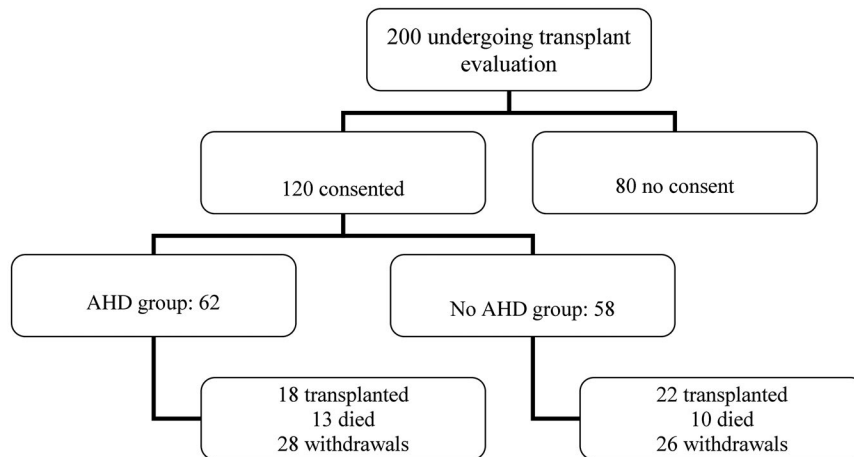 200 undergoing transplant
evaluation
120 consented
80 no consent
AHD group: 62
No AHD group: 58
18 transplanted
13 died
28 withdrawals
22 transplanted
10 died
26 withdrawals